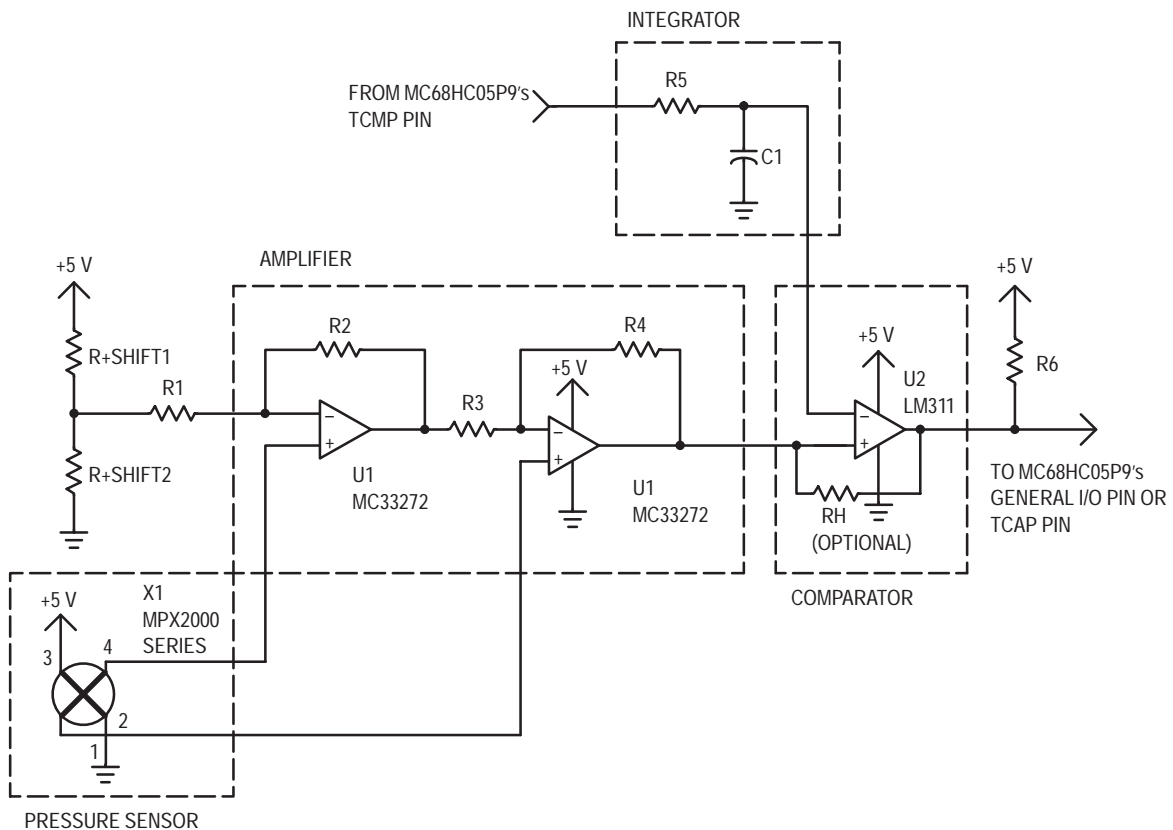 INTEGRATOR
R5
FROM MC68HC05P9's
TCMP PIN
C1
AMPLIFIER
+5 V
+5 V
R2
R4
R+SHIFT1
+5 V
+5 V
R6
R1
R3
U2
LM311
–
+
–
+
–
+
R+SHIFT2
U1
MC33272
U1
MC33272
RH
(OPTIONAL)
TO MC68HC05P9's
GENERAL I/O PIN OR
TCAP PIN
+5 V
X1
MPX2000
SERIES
COMPARATOR
3
4
2
1
PRESSURE SENSOR